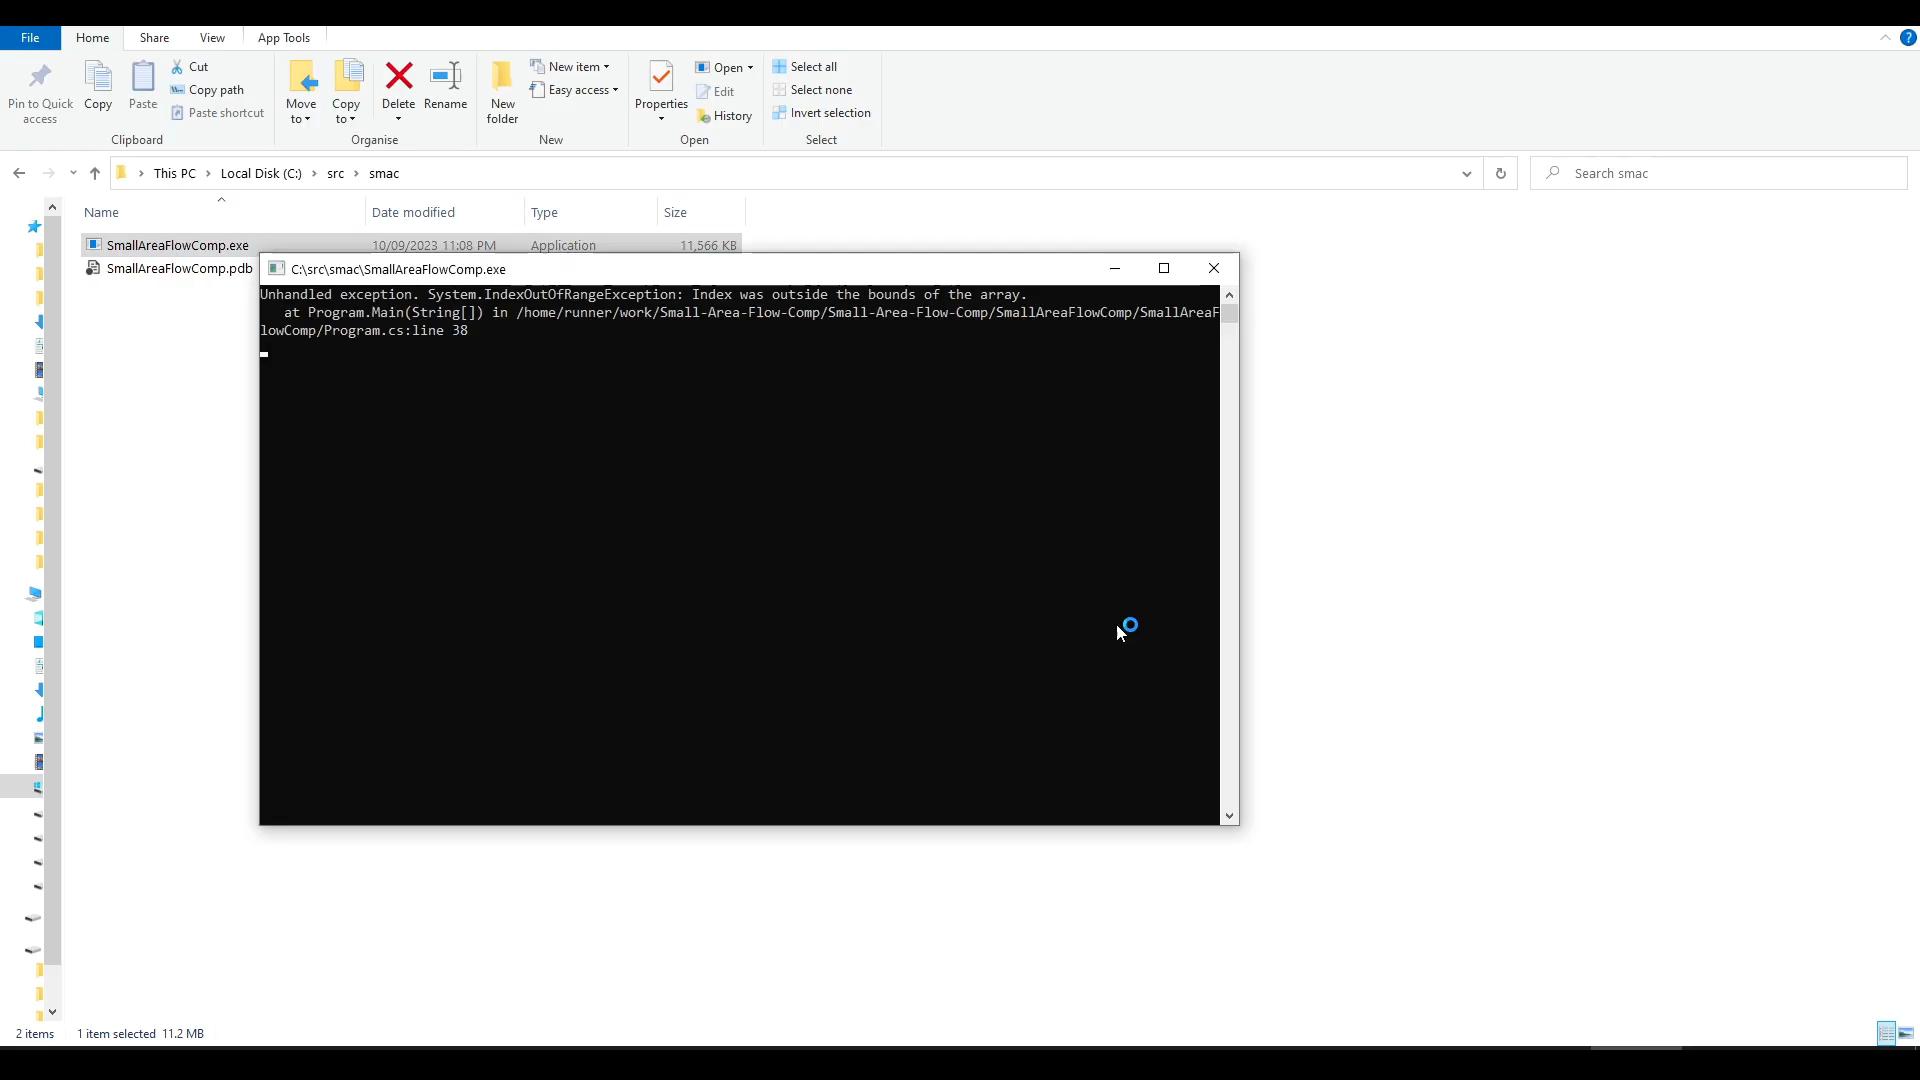 File Home Share View App Tools ?
Pin to Quick access
Copy
Paste
Cut
Copy path
Paste shortcut
Clipboard
Move to
Copy to
Delete
Rename
Organise
New folder
New item
Easy access
New
Properties
Open
Edit
History
Open
Select all
Select none
Invert selection
Select
This PC › Local Disk (C:) › src › smac
Search smac
Name Date modified Type Size
SmallAreaFlowComp.exe 10/09/2023 11:08 PM Application 11,566 KB
SmallAreaFlowComp.pdb
C:\src\smac\SmallAreaFlowComp.exe
Unhandled exception. System.IndexOutOfRangeException: Index was outside the bounds of the array.
   at Program.Main(String[]) in /home/runner/work/Small-Area-Flow-Comp/Small-Area-Flow-Comp/SmallAreaFlowComp/SmallAreaF
lowComp/Program.cs:line 38
2 items 1 item selected 11.2 MB